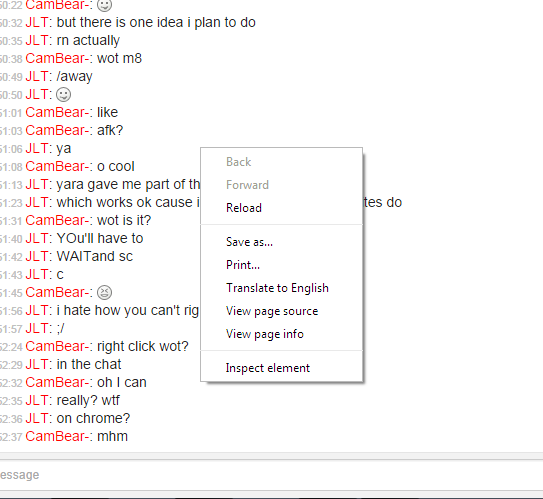 50:22 CamBear-:
50:32 JLT: but there is one idea i plan to do
50:35 JLT: rn actually
50:38 CamBear-: wot m8
50:49 JLT: /away
50:50 JLT:
51:01 CamBear-: like
51:03 CamBear-: afk?
51:06 JLT: ya
51:08 CamBear-: o cool
51:13 JLT: yara gave me part of th
51:23 JLT: which works ok cause i tes do
51:31 CamBear-: wot is it?
51:40 JLT: YOu'll have to
51:42 JLT: WAITand sc
51:43 JLT: c
51:45 CamBear-:
51:56 JLT: i hate how you can't rig
51:57 JLT: ;/
52:24 CamBear-: right click wot?
52:29 JLT: in the chat
52:32 CamBear-: oh I can
52:35 JLT: really? wtf
52:36 JLT: on chrome?
52:37 CamBear-: mhm
Back
Forward
Reload
Save as...
Print...
Translate to English
View page source
View page info
Inspect element
essage